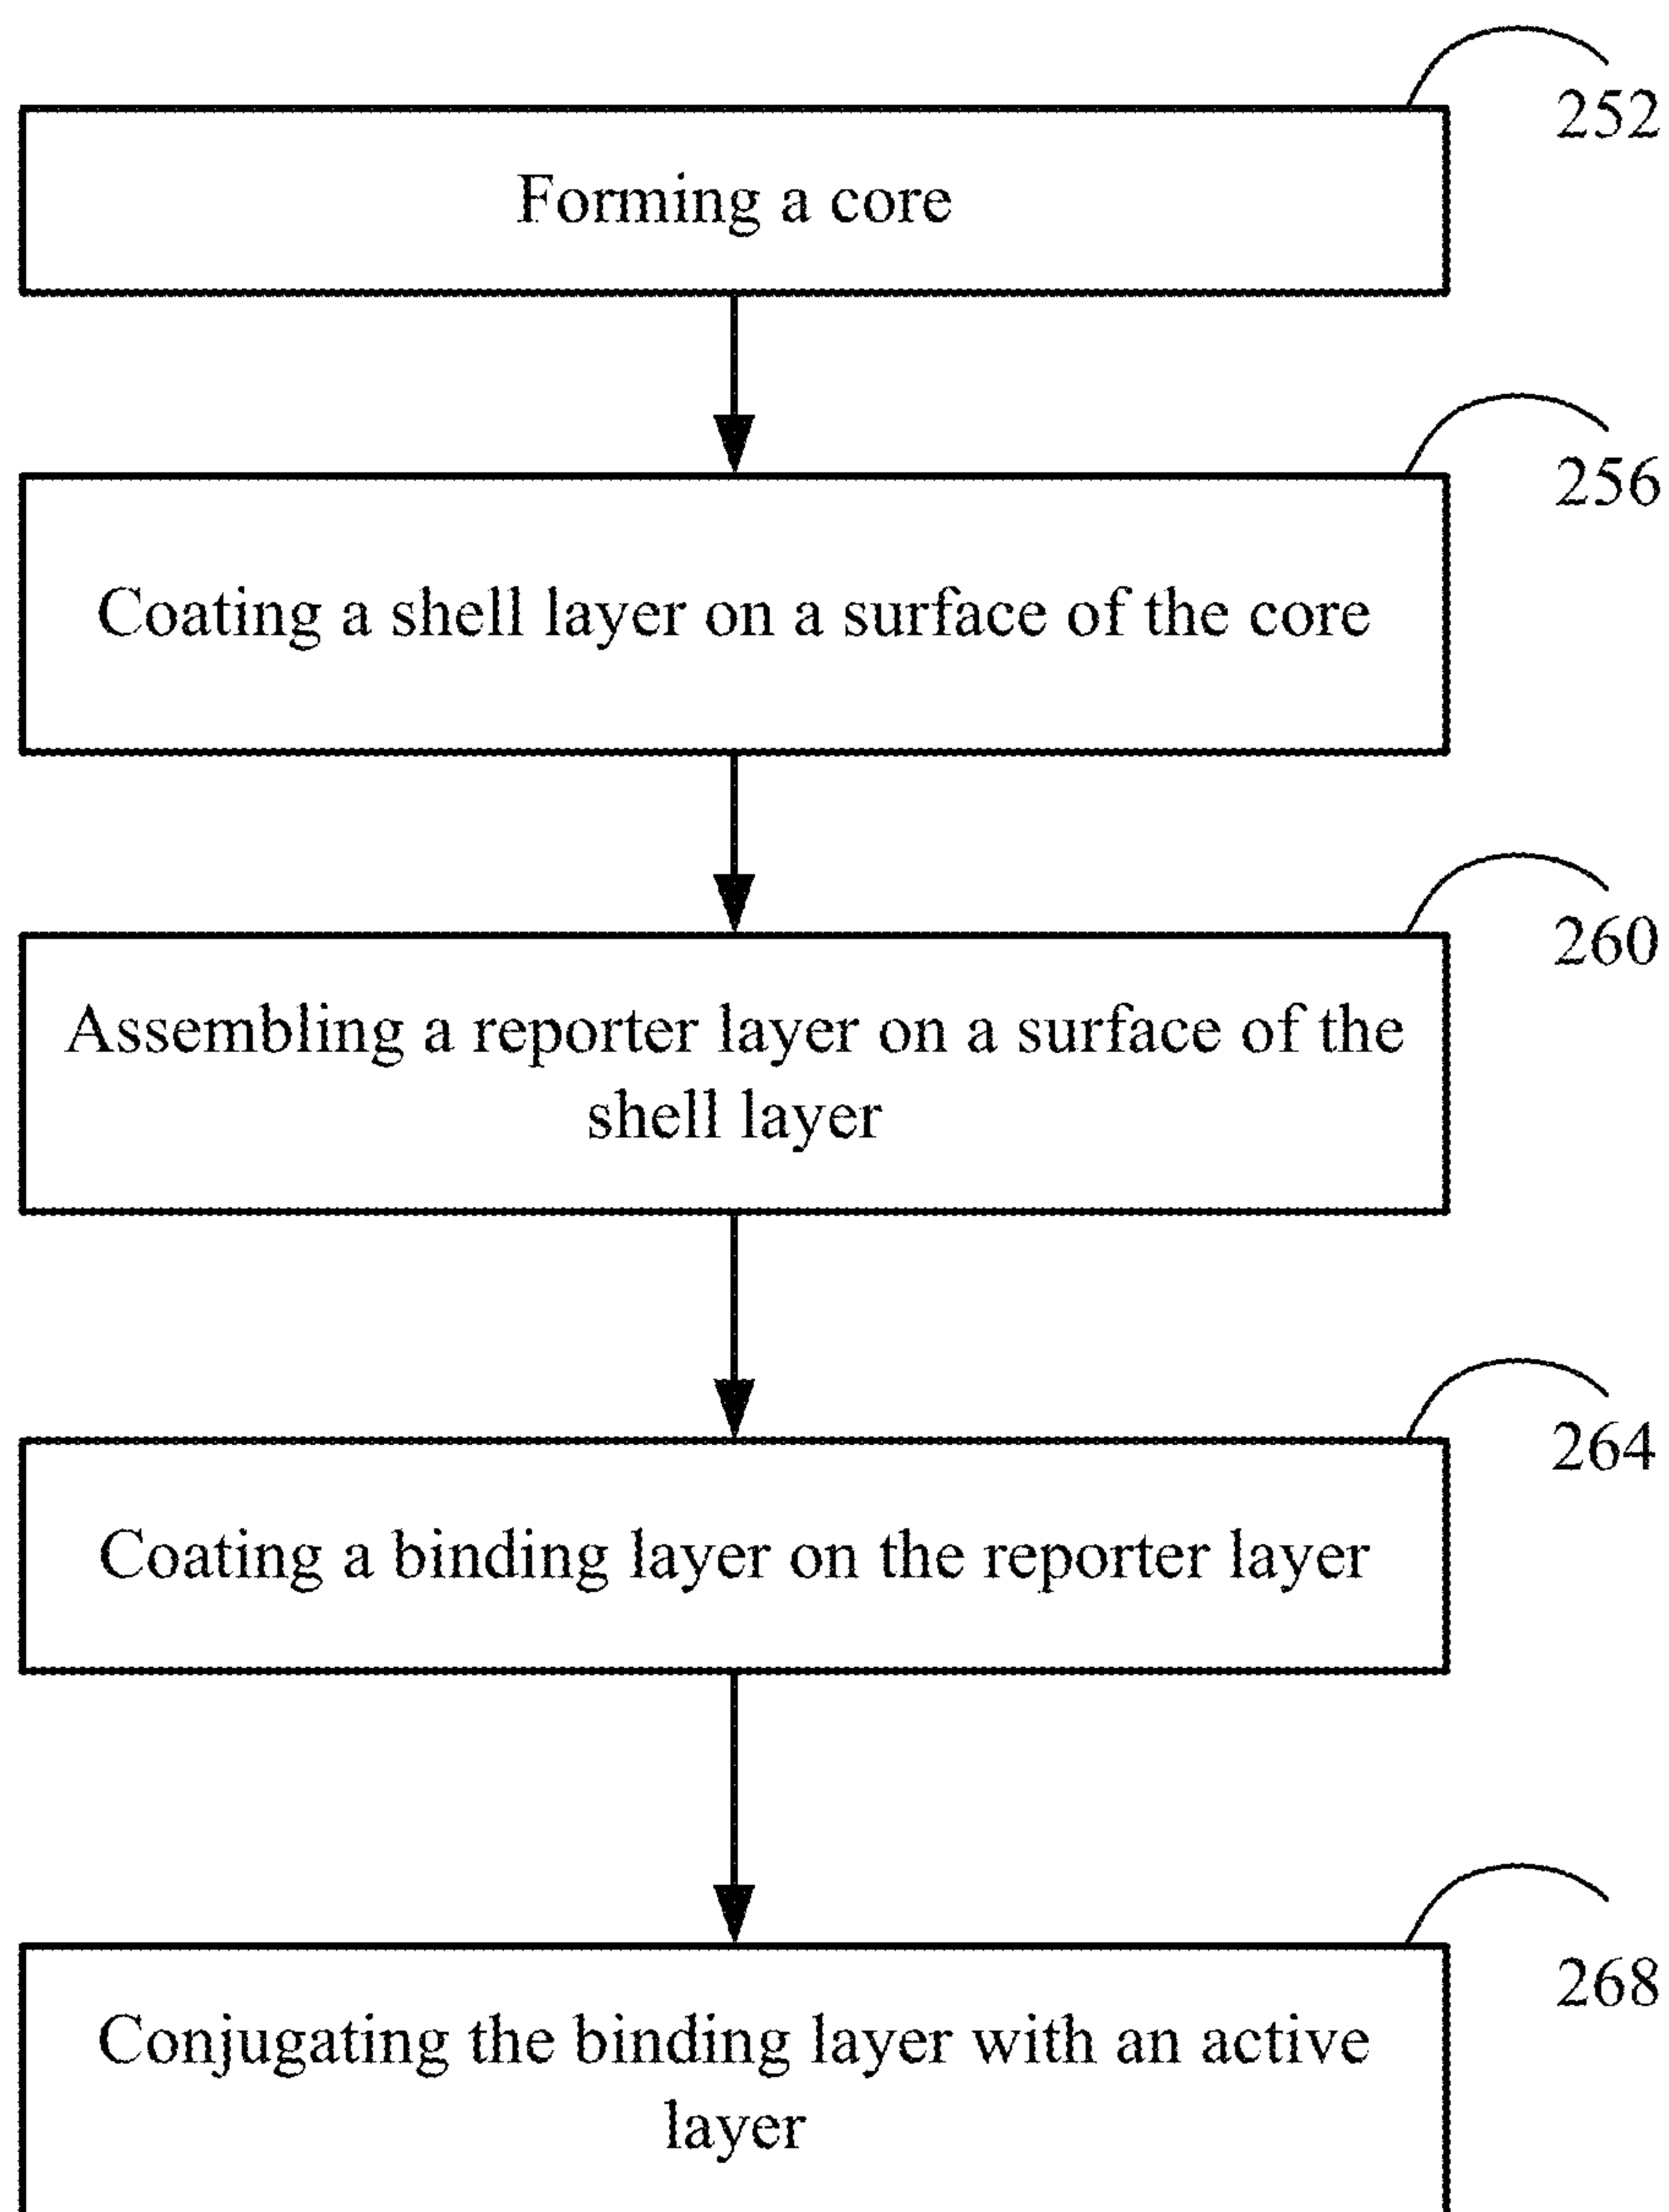 252
Forming a core
256
Coating a shell layer on a surface of the core
260
Assembling a reporter layer on a surface of the
shell layer
264
Coating a binding layer on the reporter layer
268
Conjugating the binding layer with an active
layer